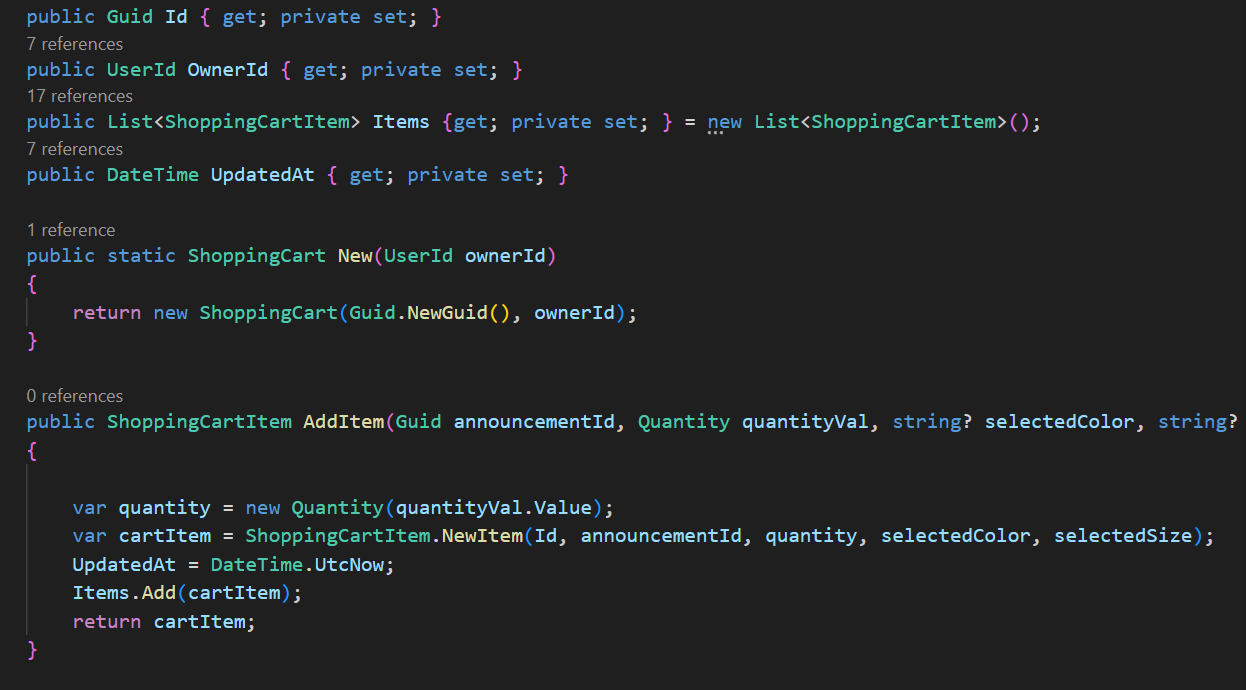 public Guid Id { get; private set; }
7 references
public UserId OwnerId { get; private set; }
17 references
public List<ShoppingCartItem> Items {get; private set; } = new List<ShoppingCartItem>();
7 references
public DateTime UpdatedAt { get; private set; }
1 reference
public static ShoppingCart New(UserId ownerId)
{
return new ShoppingCart(Guid.NewGuid(), ownerId);
}
0 references
public ShoppingCartItem AddItem(Guid announcementId, Quantity quantityVal, string? selectedColor, string?
{
var quantity = new Quantity(quantityVal.Value);
var cartItem = ShoppingCartItem.NewItem(Id, announcementId, quantity, selectedColor, selectedSize);
UpdatedAt = DateTime.UtcNow;
Items.Add(cartItem);
return cartItem;
}